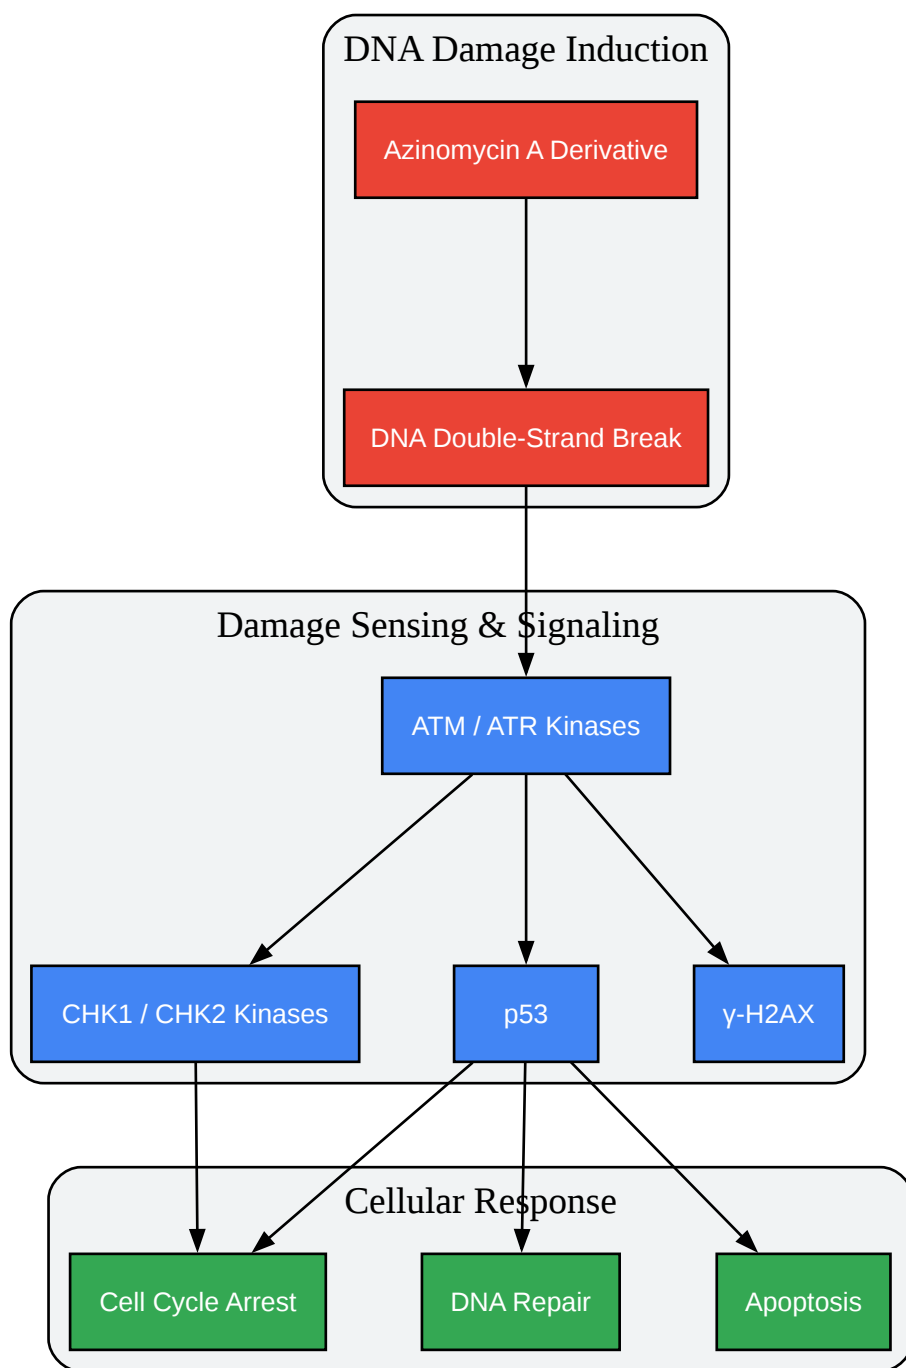 DNA Damage Induction
Azinomycin A Derivative
DNA Double-Strand Break
Damage Sensing & Signaling
ATM / ATR Kinases
CHK1 / CHK2 Kinases
p53
γ-H2AX
Cellular Response
Cell Cycle Arrest
DNA Repair
Apoptosis